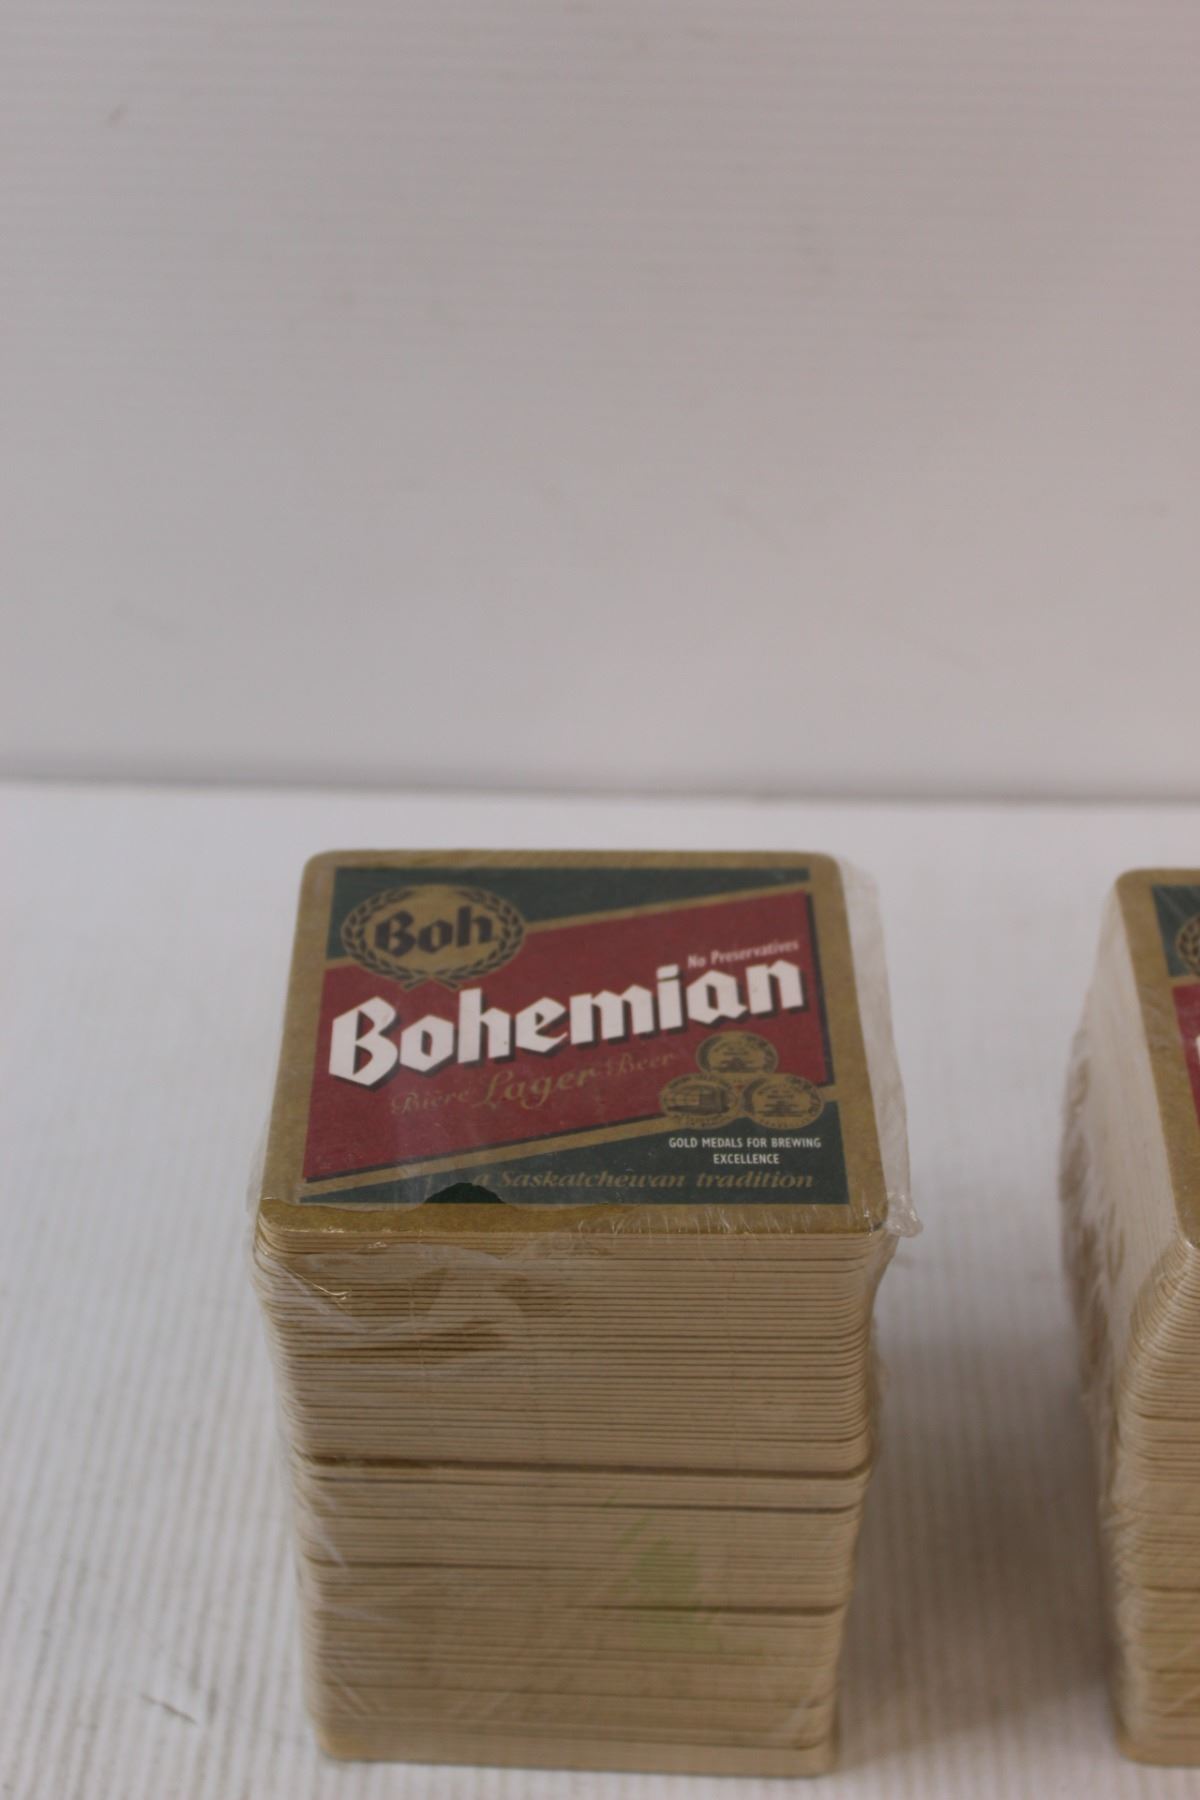 Boh
No Preservatives
Bohemian
Bière Lager Beer
GOLD MEDALS FOR BREWING
EXCELLENCE
a Saskatchewan tradition